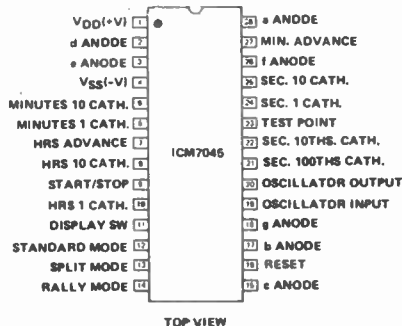 VDD(+V) 1
d ANODE 2
e ANODE 3
VSS(-V) 4
MINUTES 10 CATH. 5
MINUTES 1 CATH. 6
HRS ADVANCE 7
HRS 10 CATH. 8
START/STOP 9
HRS 1 CATH. 10
DISPLAY SW 11
STANDARD MODE 12
SPLIT MODE 13
RALLY MODE 14
ICM7045
28 a ANODE
27 MIN. ADVANCE
26 f ANODE
25 SEC. 10 CATH.
24 SEC. 1 CATH.
23 TEST POINT
22 SEC. 10THS. CATH.
21 SEC. 100THS CATH.
20 OSCILLATOR OUTPUT
19 OSCILLATOR INPUT
18 g ANODE
17 b ANODE
16 RESET
15 c ANODE
TOP VIEW